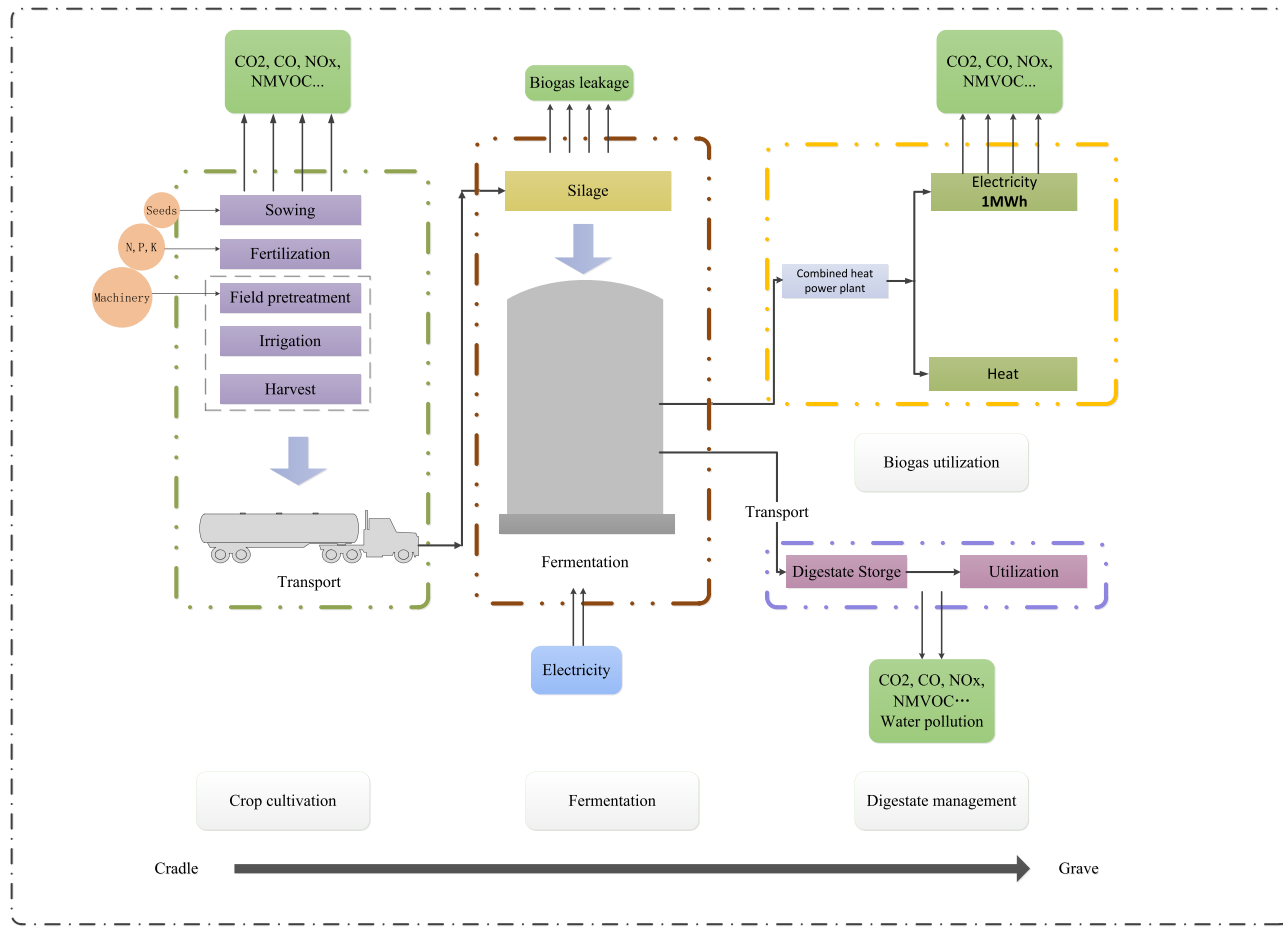 CO2, CO, NOx,
NMVOC...
Seeds
Sowing
N,P,K
Fertilization
Machinery
Field pretreatment
Irrigation
Harvest
Transport
Biogas leakage
Silage
Fermentation
Electricity
CO2, CO, NOx,
NMVOC...
Electricity
1MWh
Combined heat
power plant
Heat
Biogas utilization
Transport
Digestate Storge
Utilization
CO2, CO, NOx,
NMVOC⋯
Water pollution
Crop cultivation
Fermentation
Digestate management
Cradle
Grave